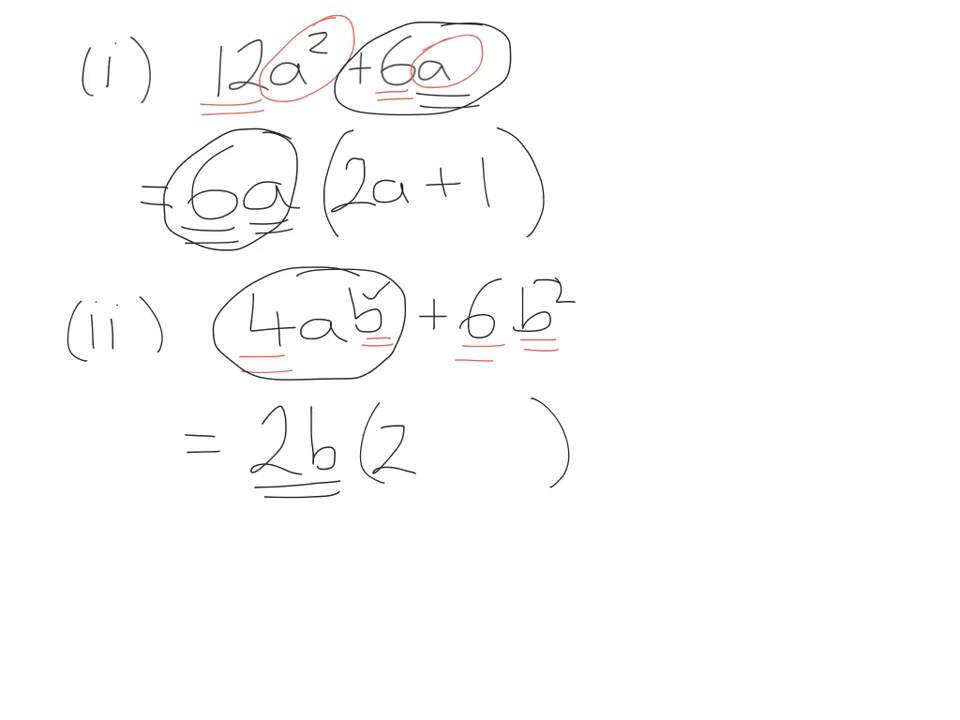 (i) 12a² + 6a
= 6a (2a + 1)
(ii) 4ab + 6b²
= 2b (2 )